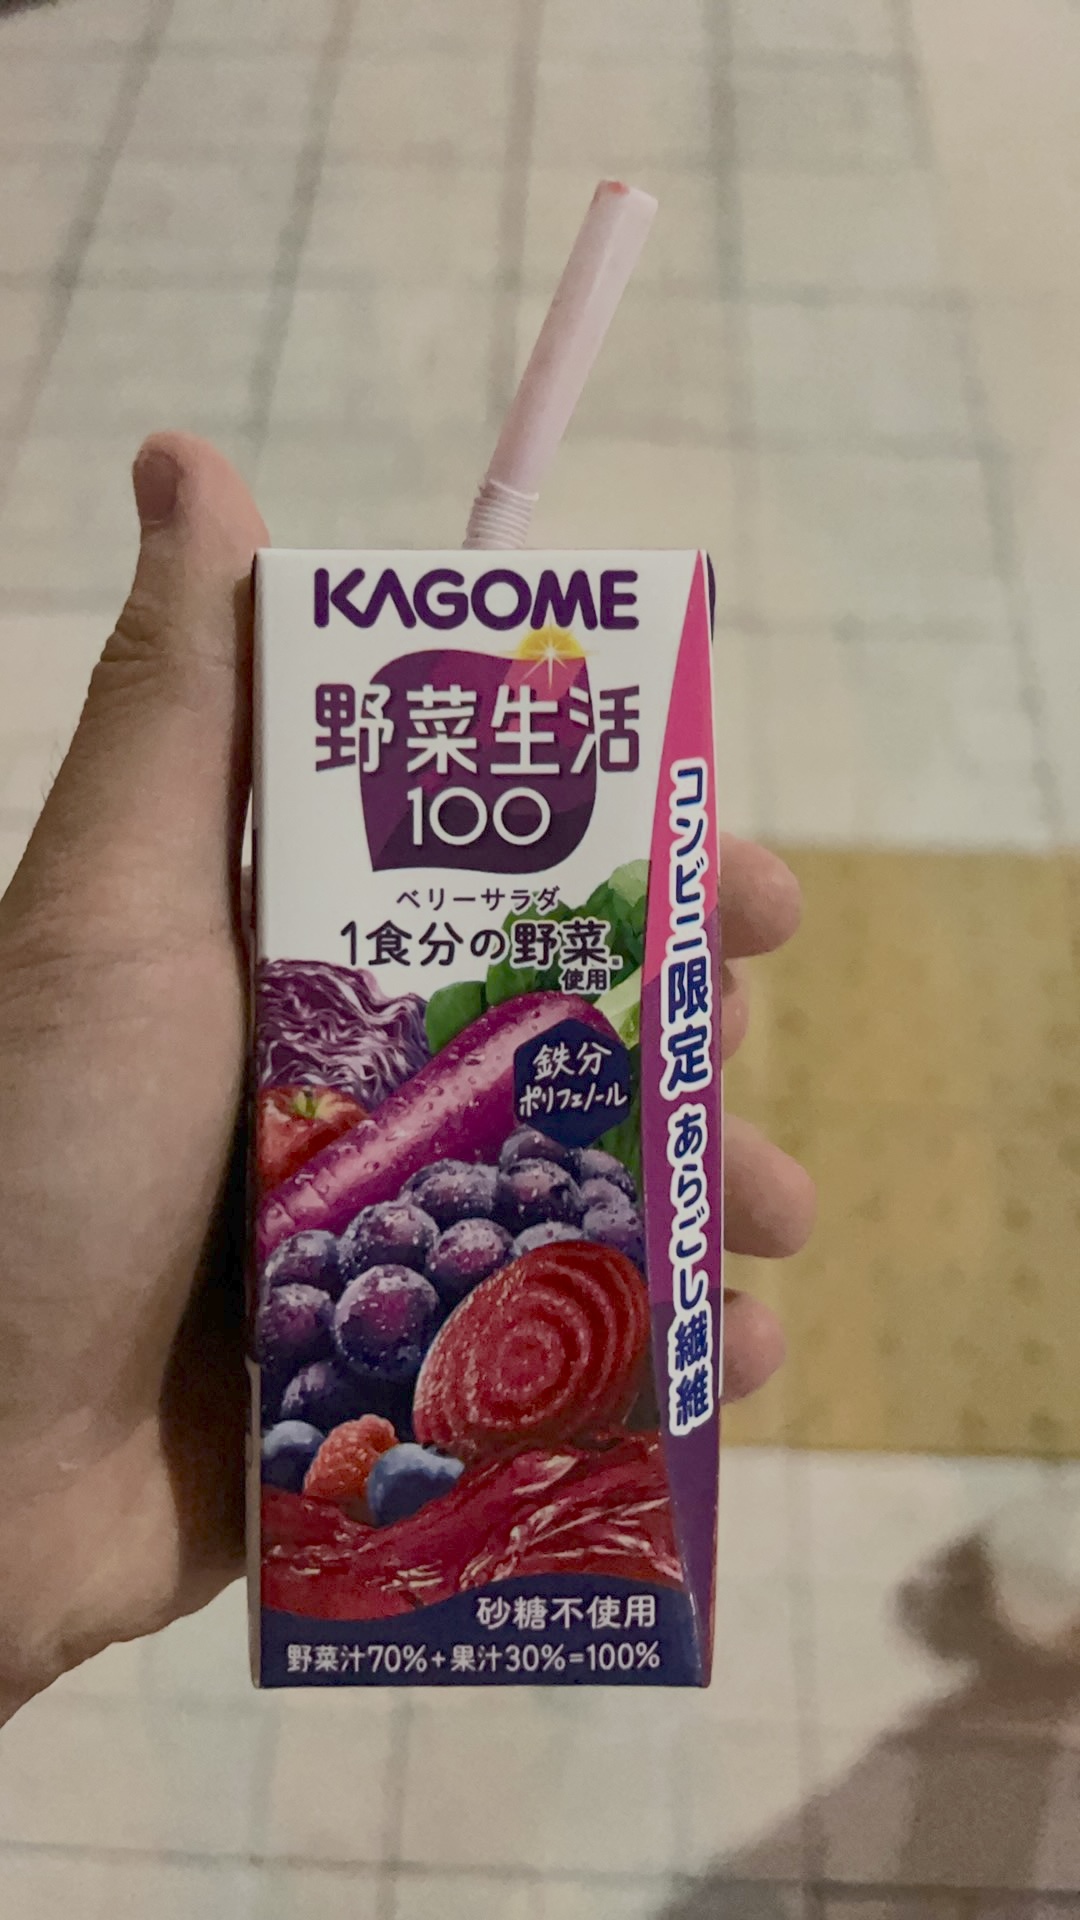 KAGOME
野菜生活
100
ベリーサラダ
1食分の野菜.
使用
鉄分
ポリフェノール
コンビニ限定 あらごし繊維
砂糖不使用
野菜汁70%+果汁30%=100%